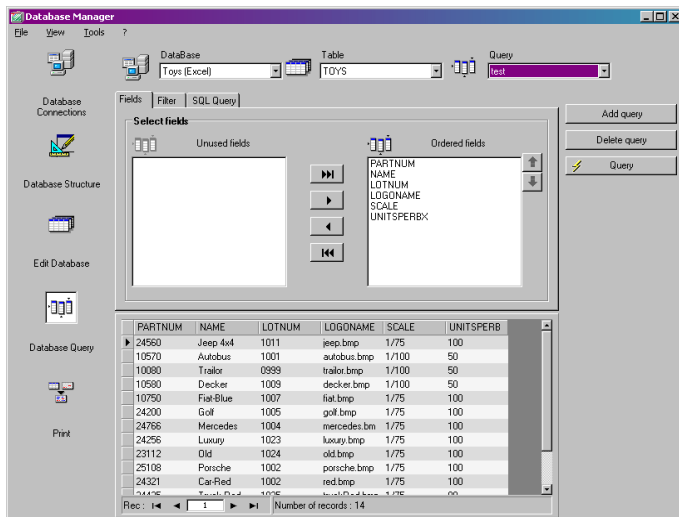 Database Manager
File View Tools ?
DataBase Table Query
Toys (Excel) TOYS test
Database Connections
Database Structure
Edit Database
Database Query
Print
Fields Filter SQL Query
Select fields
Unused fields Ordered fields
PARTNUM
NAME
LOTNUM
LOGONAME
SCALE
UNITSPERBX
Add query
Delete query
Query
PARTNUM NAME LOTNUM LOGONAME SCALE UNITSPERB
24560 Jeep 4x4 1011 jeep.bmp 1/75 100
10570 Autobus 1001 autobus.bmp 1/100 50
10080 Trailor 0999 trailor.bmp 1/100 50
10580 Decker 1009 decker.bmp 1/100 50
10750 Fiat-Blue 1007 fiat.bmp 1/75 100
24200 Golf 1005 golf.bmp 1/75 100
24766 Mercedes 1004 mercedes.bm 1/75 100
24256 Luxury 1023 luxury.bmp 1/75 100
23112 Old 1024 old.bmp 1/75 100
25108 Porsche 1002 porsche.bmp 1/75 100
24321 Car-Red 1002 red.bmp 1/75 100
Rec : 1 Number of records : 14